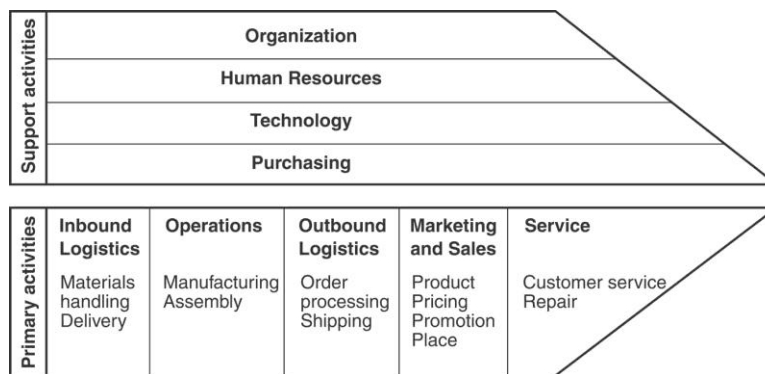 Support activities
Organization
Human Resources
Technology
Purchasing
Primary activities
Inbound
Logistics
Materials
handling
Delivery
Operations
Manufacturing
Assembly
Outbound
Logistics
Order
processing
Shipping
Marketing
and Sales
Product
Pricing
Promotion
Place
Service
Customer service
Repair